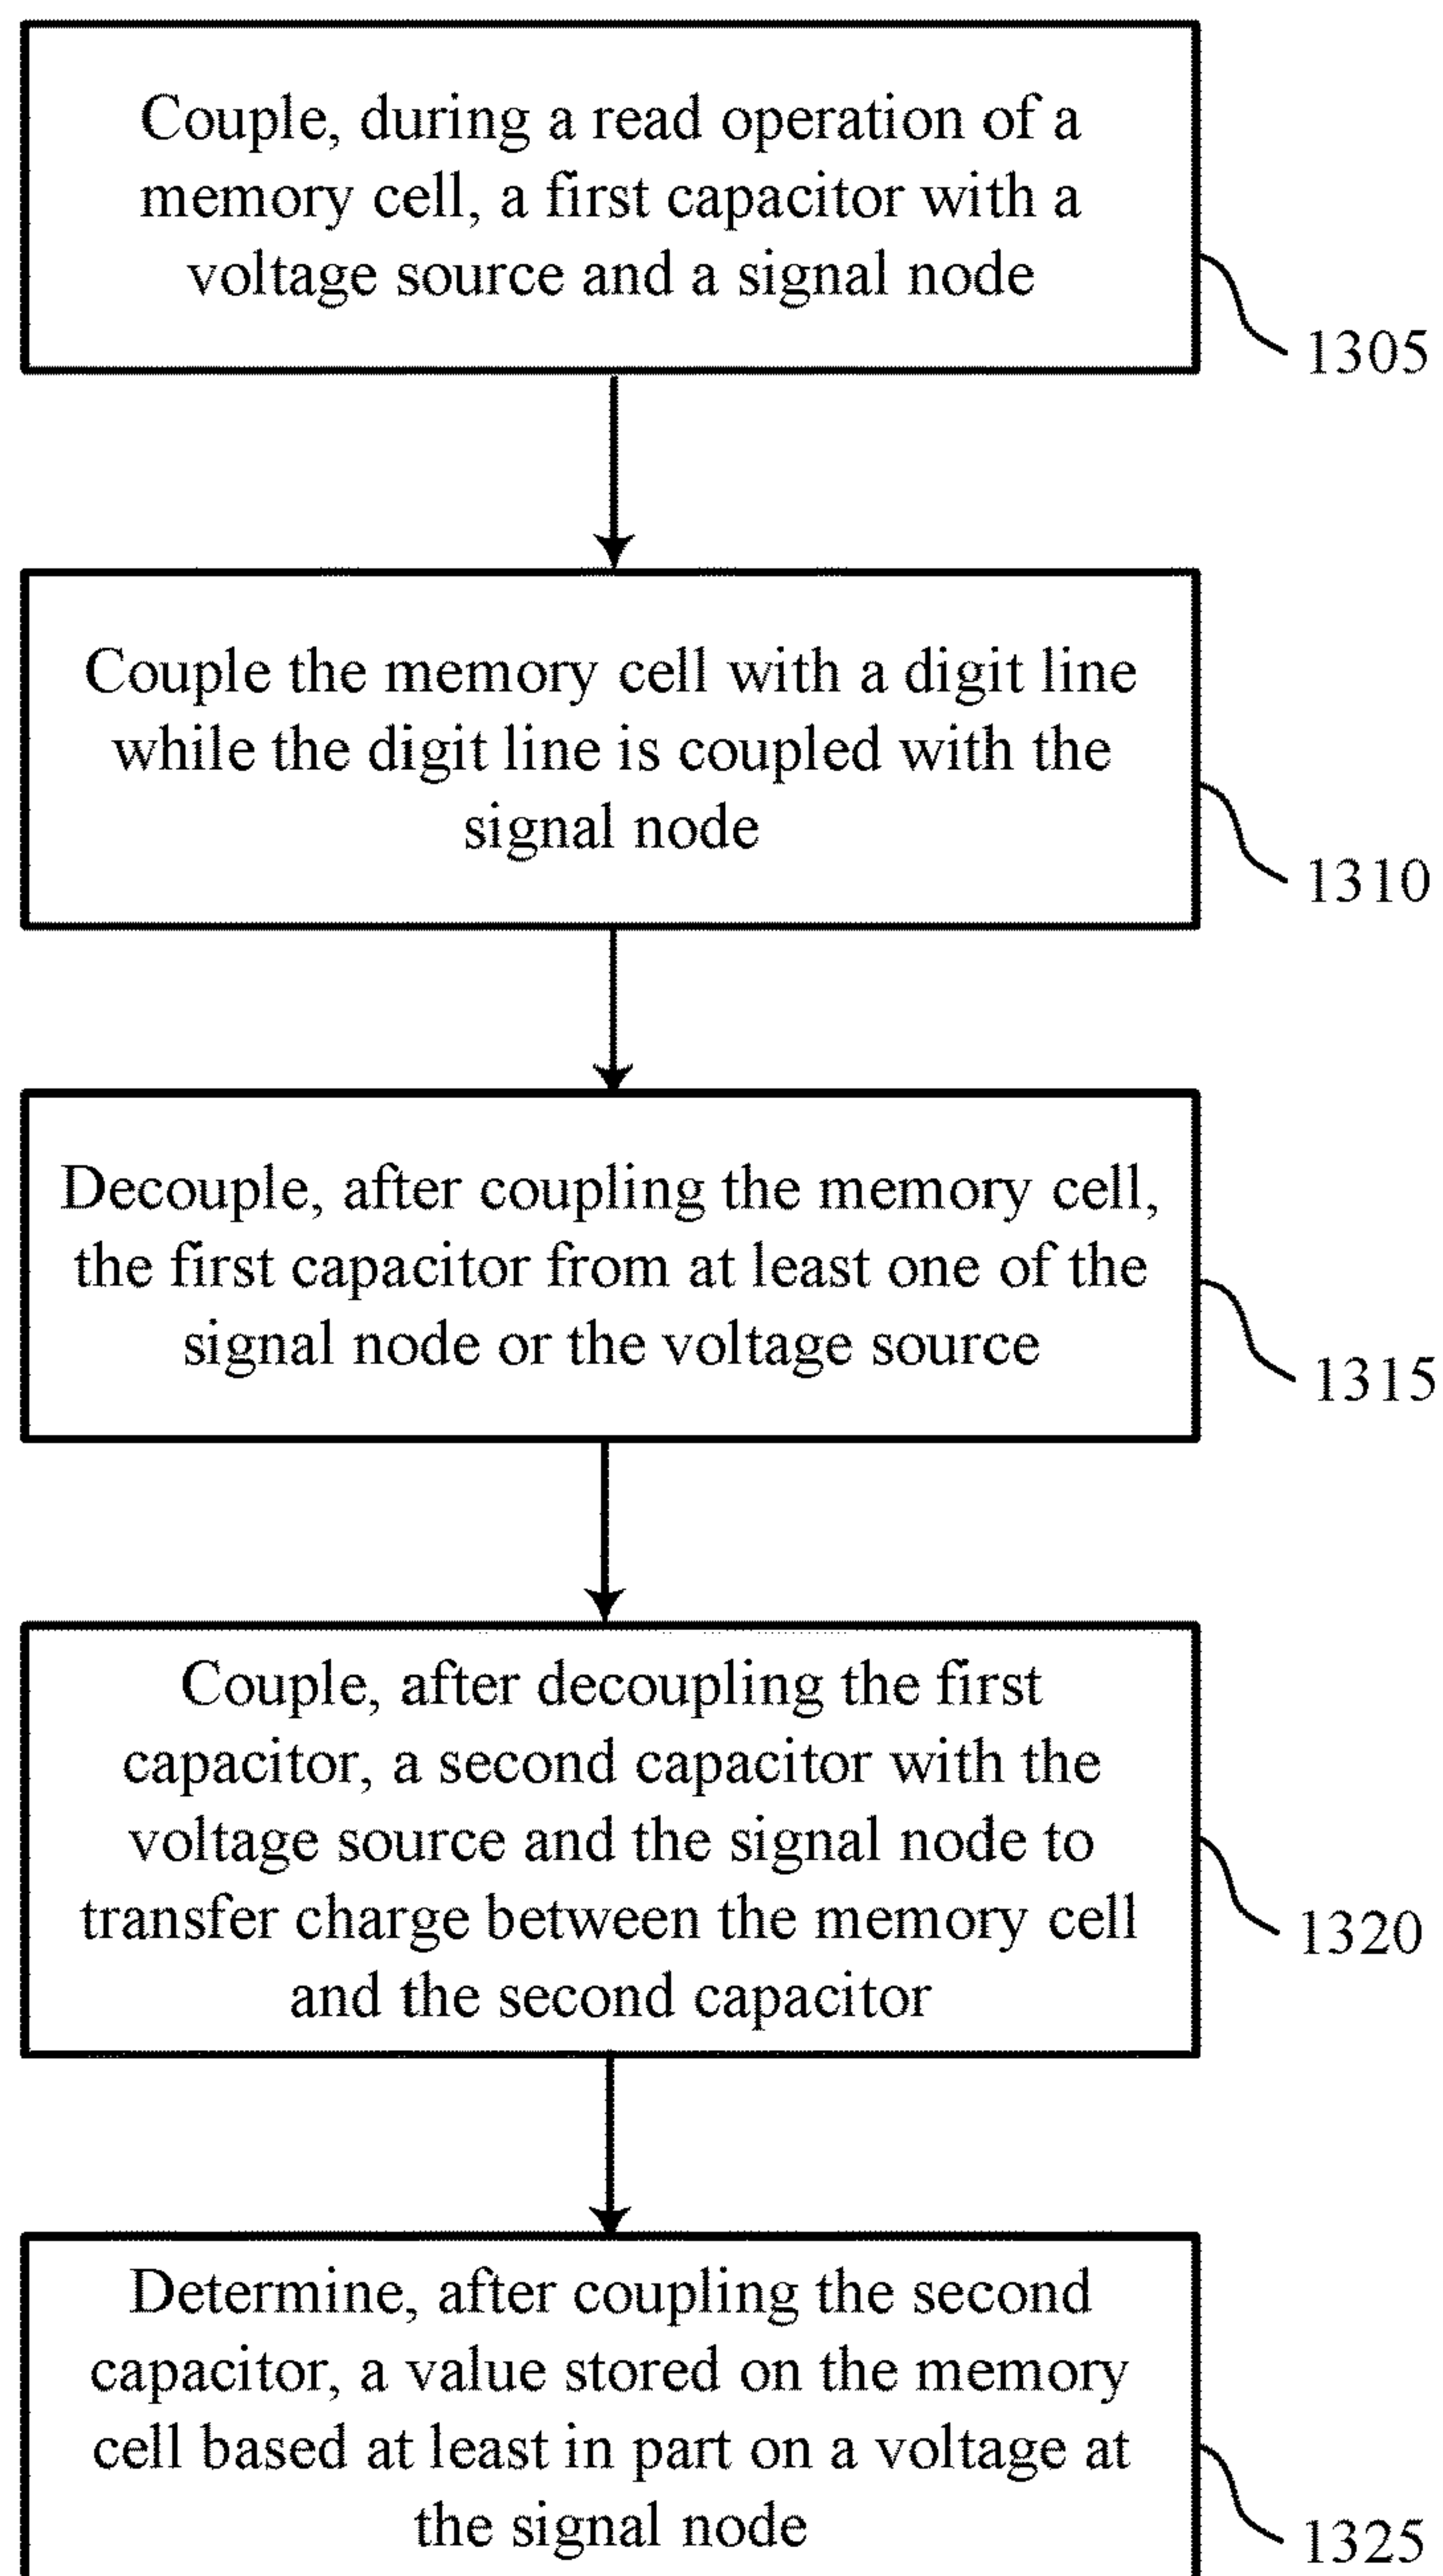 Couple, during a read operation of a
memory cell, a first capacitor with a
voltage source and a signal node
1305
Couple the memory cell with a digit line
while the digit line is coupled with the
signal node
1310
Decouple, after coupling the memory cell,
the first capacitor from at least one of the
signal node or the voltage source
1315
Couple, after decoupling the first
capacitor, a second capacitor with the
voltage source and the signal node to
transfer charge between the memory cell
and the second capacitor
1320
Determine, after coupling the second
capacitor, a value stored on the memory
cell based at least in part on a voltage at
the signal node
1325